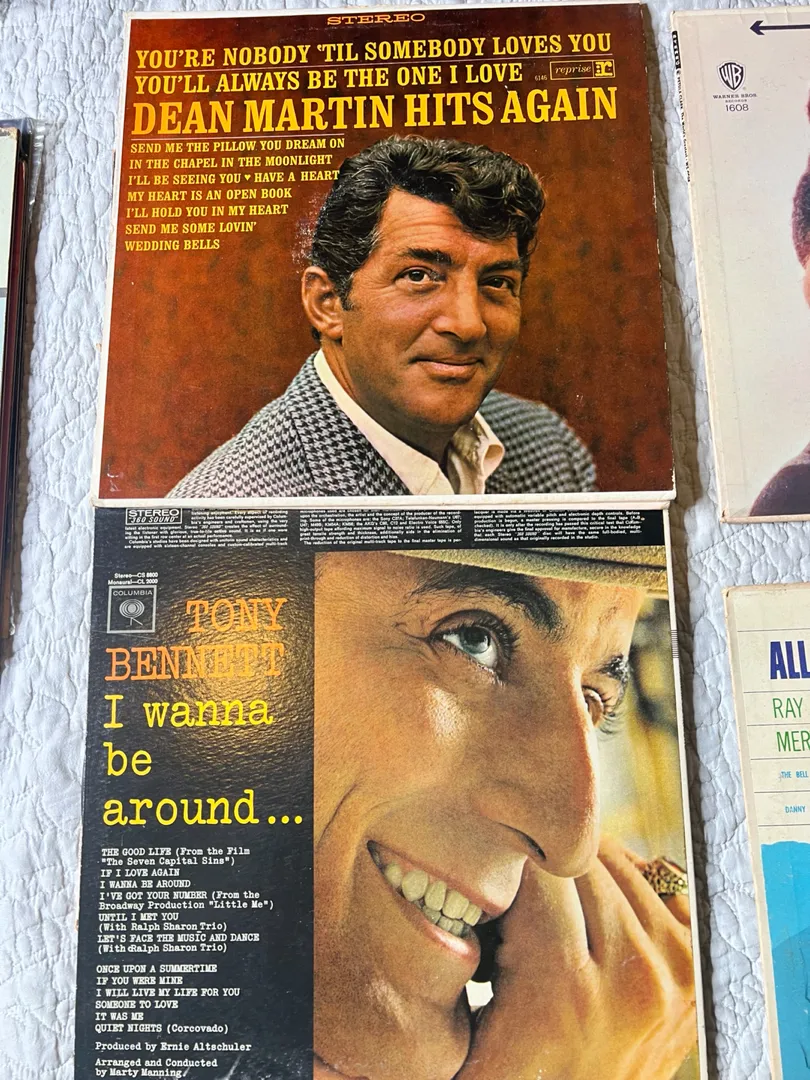 STEREO
YOU'RE NOBODY 'TIL SOMEBODY LOVES YOU
YOU'LL ALWAYS BE THE ONE I LOVE
6146 reprise
DEAN MARTIN HITS AGAIN
SEND ME THE PILLOW YOU DREAM ON
IN THE CHAPEL IN THE MOONLIGHT
I'LL BE SEEING YOU ♥ HAVE A HEART
MY HEART IS AN OPEN BOOK
I'LL HOLD YOU IN MY HEART
SEND ME SOME LOVIN'
WEDDING BELLS
STEREO
"360 SOUND"
Stereo—CS 8800
Monaural—CL 2000
COLUMBIA
TONY
BENNETT
I wanna
be
around...
THE GOOD LIFE (From the Film
"The Seven Capital Sins")
IF I LOVE AGAIN
I WANNA BE AROUND
I'VE GOT YOUR NUMBER (From the
Broadway Production "Little Me")
UNTIL I MET YOU
(With Ralph Sharon Trio)
LET'S FACE THE MUSIC AND DANCE
(With Ralph Sharon Trio)
ONCE UPON A SUMMERTIME
IF YOU WERE MINE
I WILL LIVE MY LIFE FOR YOU
SOMEONE TO LOVE
IT WAS ME
QUIET NIGHTS (Corcovado)
Produced by Ernie Altschuler
Arranged and Conducted
by Marty Manning
WB
WARNER BROS
RECORDS
1608
ALL
RAY
MER
THE BELL
DANNY